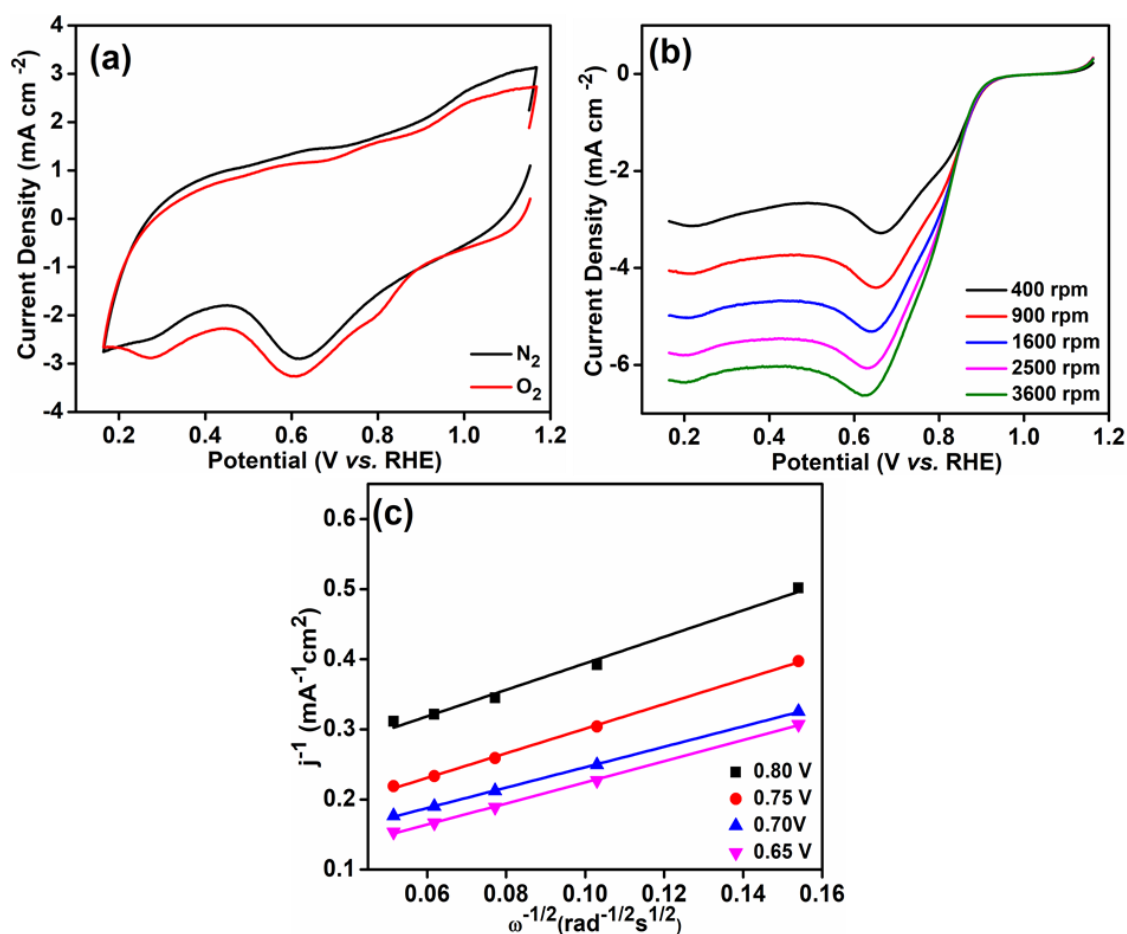 (a)
Current Density (mA cm⁻²)
4
3
2
1
0
-1
-2
-3
-4
0.2 0.4 0.6 0.8 1.0 1.2
Potential (V vs. RHE)
N₂
O₂
(b)
Current Density (mA cm⁻²)
0
-2
-4
-6
0.2 0.4 0.6 0.8 1.0 1.2
Potential (V vs. RHE)
400 rpm
900 rpm
1600 rpm
2500 rpm
3600 rpm
(c)
j⁻¹ (mA⁻¹cm²)
0.6
0.5
0.4
0.3
0.2
0.1
0.06 0.08 0.10 0.12 0.14 0.16
ω⁻¹/²(rad⁻¹/²s¹/²)
0.80 V
0.75 V
0.70V
0.65 V